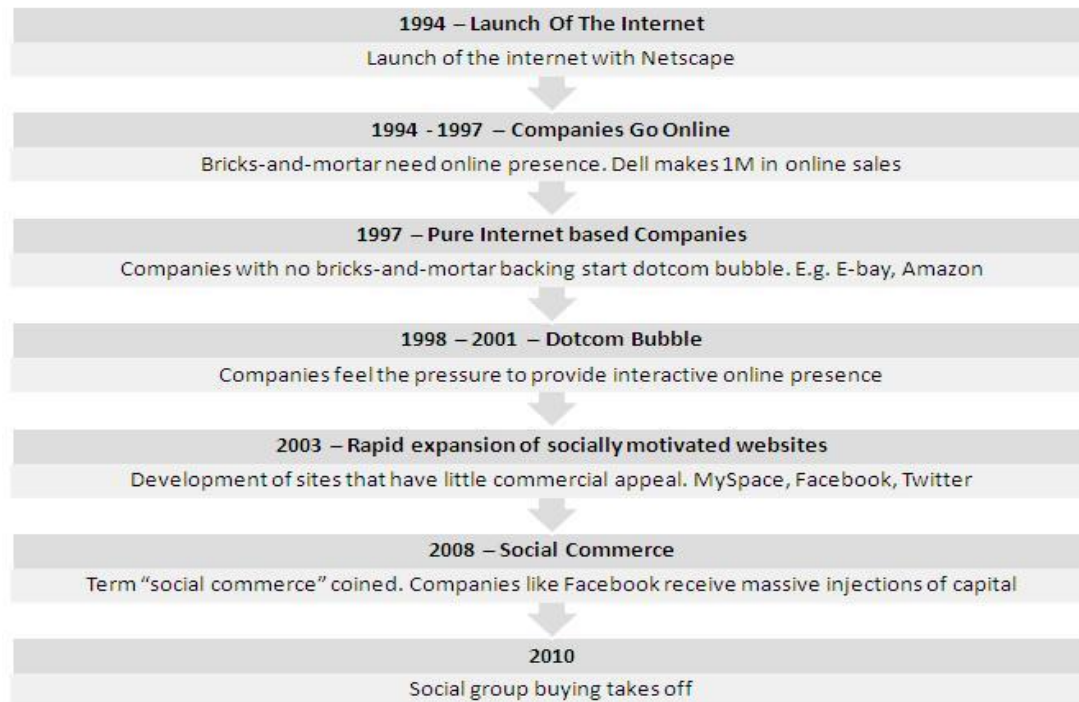 1994 – Launch Of The Internet
Launch of the internet with Netscape
1994 - 1997 – Companies Go Online
Bricks-and-mortar need online presence. Dell makes 1M in online sales
1997 – Pure Internet based Companies
Companies with no bricks-and-mortar backing start dotcom bubble. E.g. E-bay, Amazon
1998 – 2001 – Dotcom Bubble
Companies feel the pressure to provide interactive online presence
2003 – Rapid expansion of socially motivated websites
Development of sites that have little commercial appeal. MySpace, Facebook, Twitter
2008 – Social Commerce
Term “social commerce” coined. Companies like Facebook receive massive injections of capital
2010
Social group buying takes off